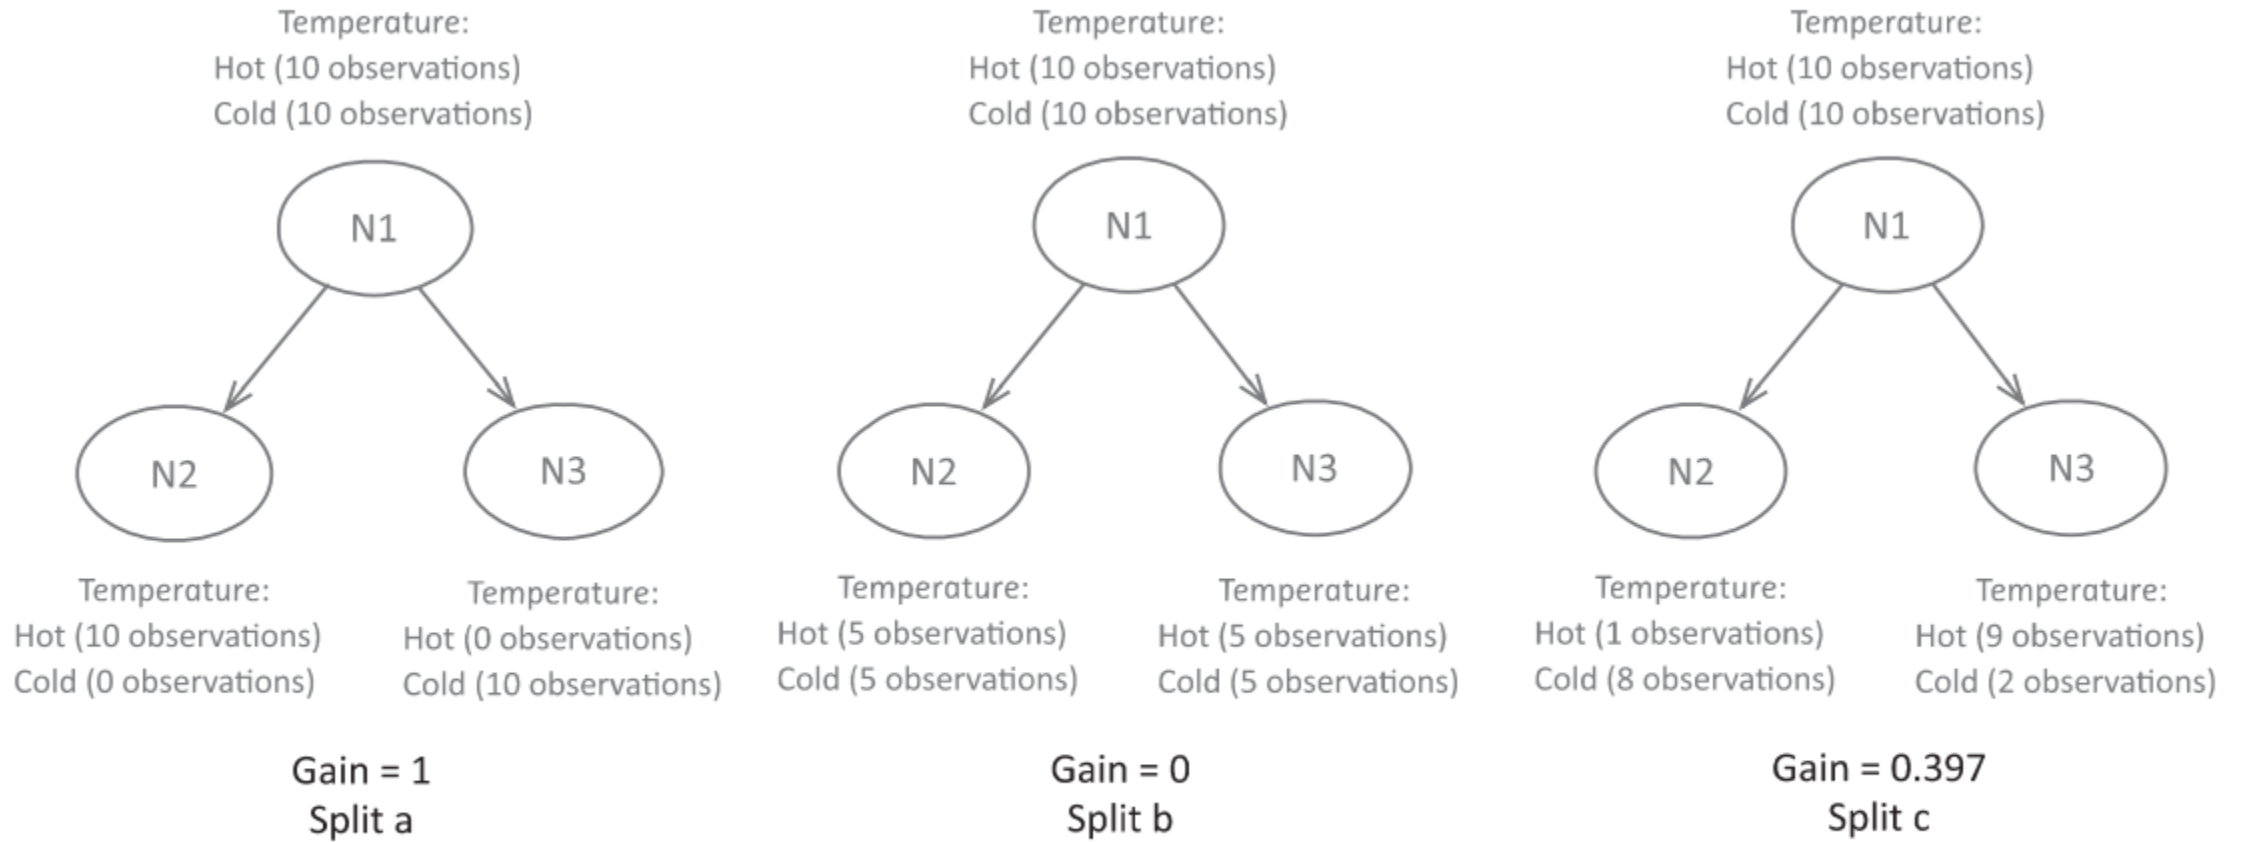 Temperature:
Hot (10 observations)
Cold (10 observations)
N1
N2
N3
Temperature:
Hot (10 observations)
Cold (0 observations)
Temperature:
Hot (0 observations)
Cold (10 observations)
Gain = 1
Split a
Temperature:
Hot (10 observations)
Cold (10 observations)
N1
N2
N3
Temperature:
Hot (5 observations)
Cold (5 observations)
Temperature:
Hot (5 observations)
Cold (5 observations)
Gain = 0
Split b
Temperature:
Hot (10 observations)
Cold (10 observations)
N1
N2
N3
Temperature:
Hot (1 observations)
Cold (8 observations)
Temperature:
Hot (9 observations)
Cold (2 observations)
Gain = 0.397
Split c